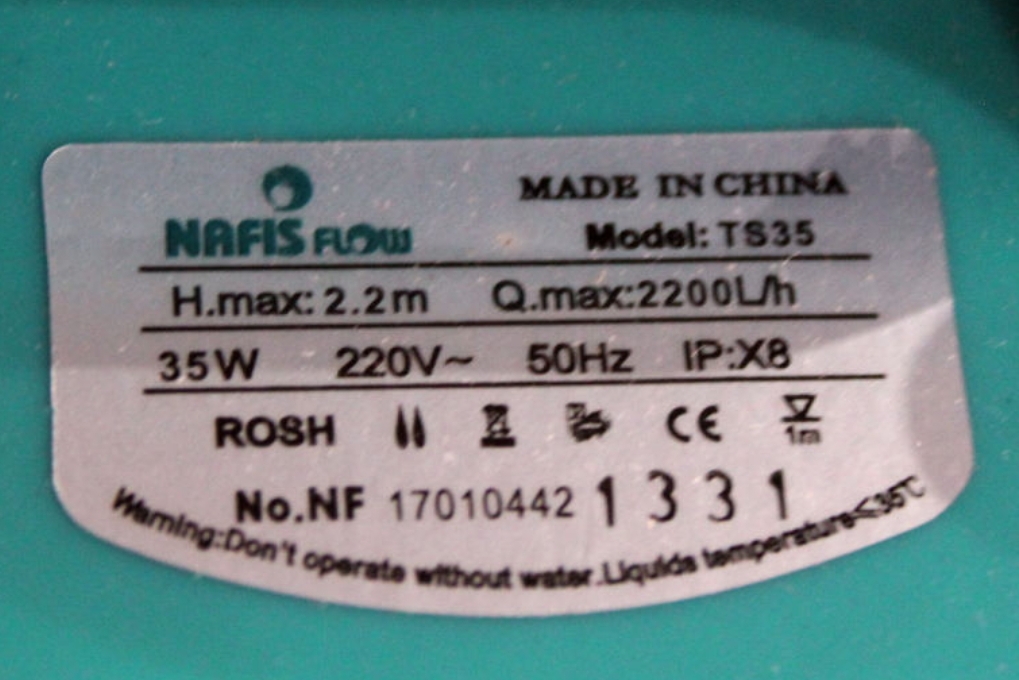 NAFIS FLOW
MADE IN CHINA
Model: TS35
H.max: 2.2m Q.max:2200L/h
35W 220V~ 50Hz IP:X8
ROSH CE 1m
No.NF 17010442 1331
Warning:Don't operate without water.Liquids temperature<35℃